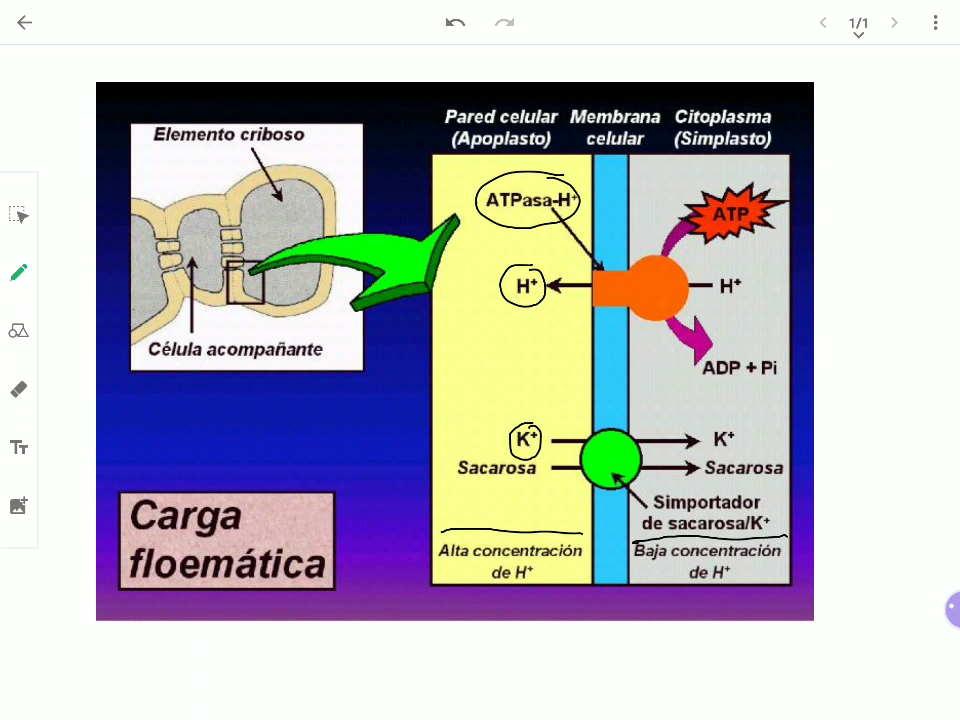 1/1
Elemento criboso
Célula acompañante
Carga
floemática
Pared celular
(Apoplasto)
Membrana
celular
Citoplasma
(Simplasto)
ATPasa-H⁺
ATP
H⁺
H⁺
ADP + Pi
K⁺
K⁺
Sacarosa
Sacarosa
Simportador
de sacarosa/K⁺
Alta concentración
de H⁺
Baja concentración
de H⁺
Tт